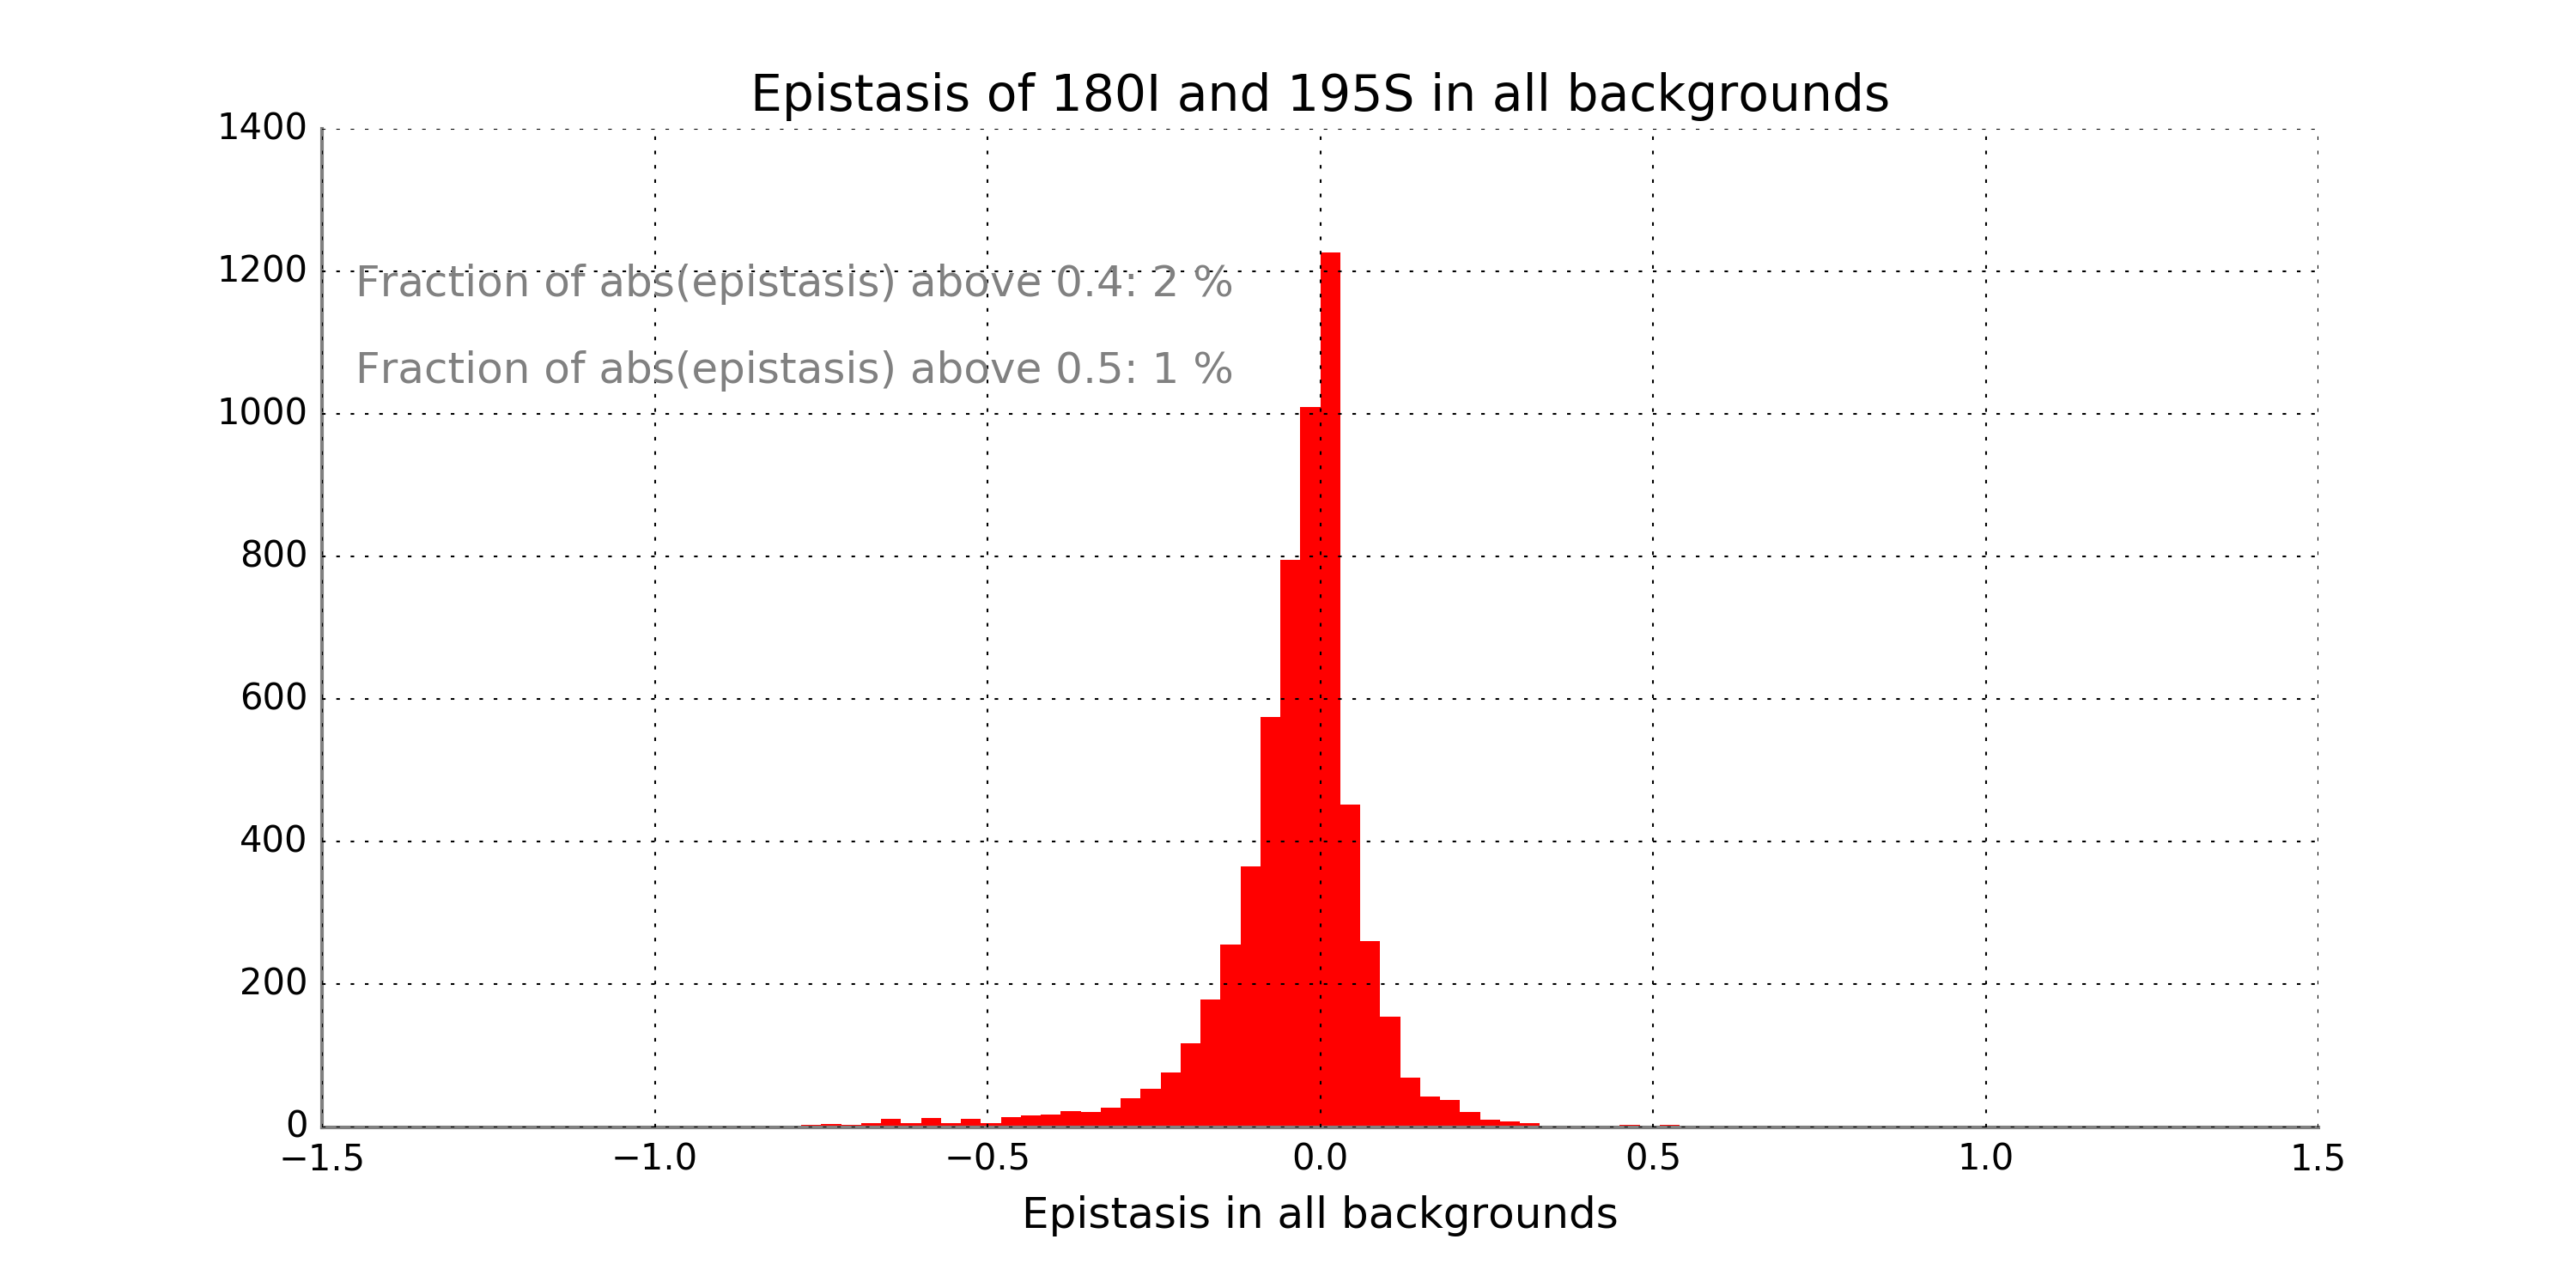 Epistasis of 180I and 195S in all backgrounds
1400
1200
1000
800
600
400
200
0
Fraction of abs(epistasis) above 0.4: 2 %
Fraction of abs(epistasis) above 0.5: 1 %
−1.5 −1.0 −0.5 0.0 0.5 1.0 1.5
Epistasis in all backgrounds